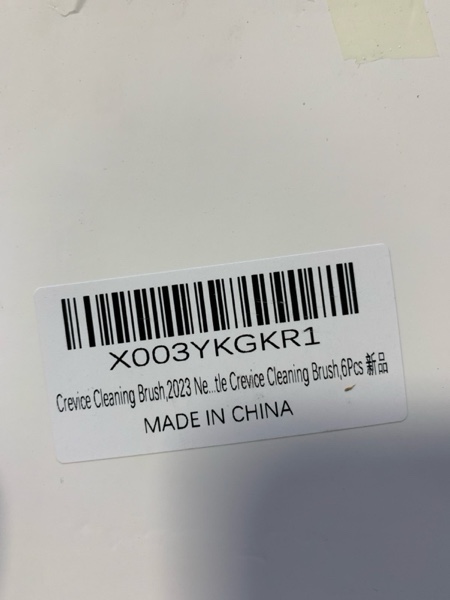 X003YKGKR1
Crevice Cleaning Brush,2023 Ne...tle Crevice Cleaning Brush,6Pcs 新品
MADE IN CHINA